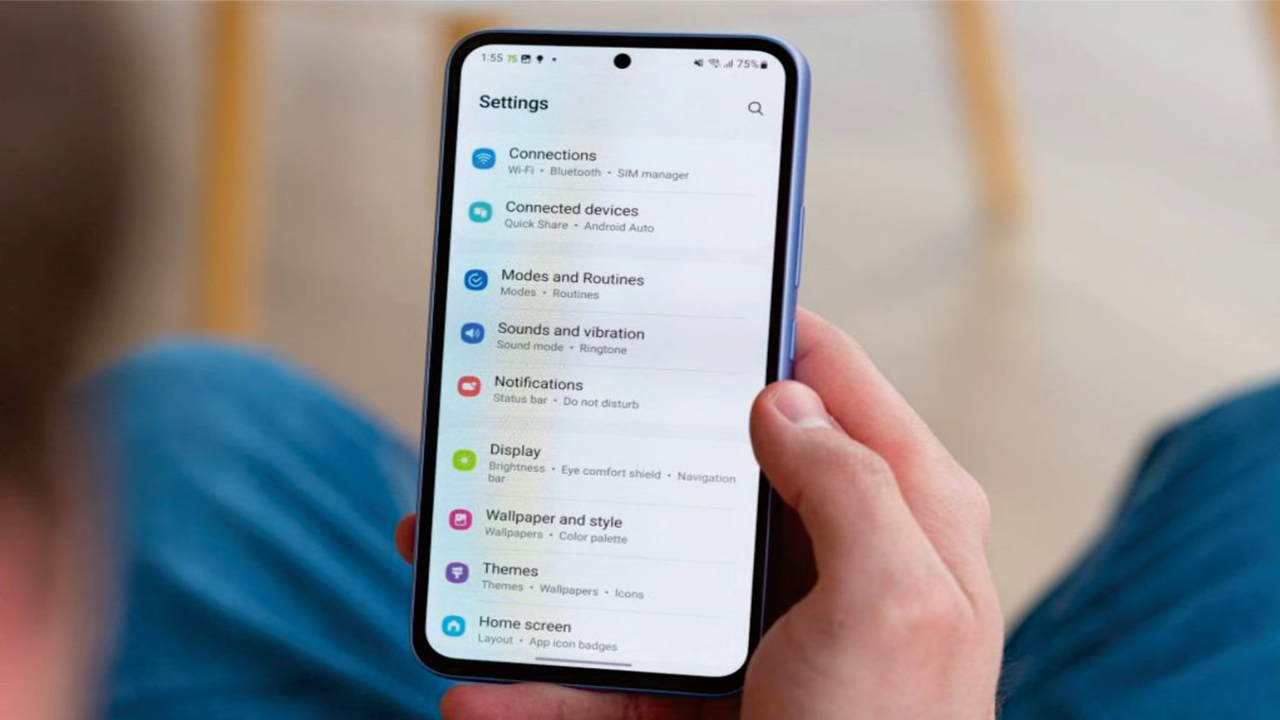 1:55 75 75%
Settings
Connections
Wi-Fi • Bluetooth • SIM manager
Connected devices
Quick Share • Android Auto
Modes and Routines
Modes • Routines
Sounds and vibration
Sound mode • Ringtone
Notifications
Status bar • Do not disturb
Display
Brightness • Eye comfort shield • Navigation
bar
Wallpaper and style
Wallpapers • Color palette
Themes
Themes • Wallpapers • Icons
Home screen
Layout • App icon badges